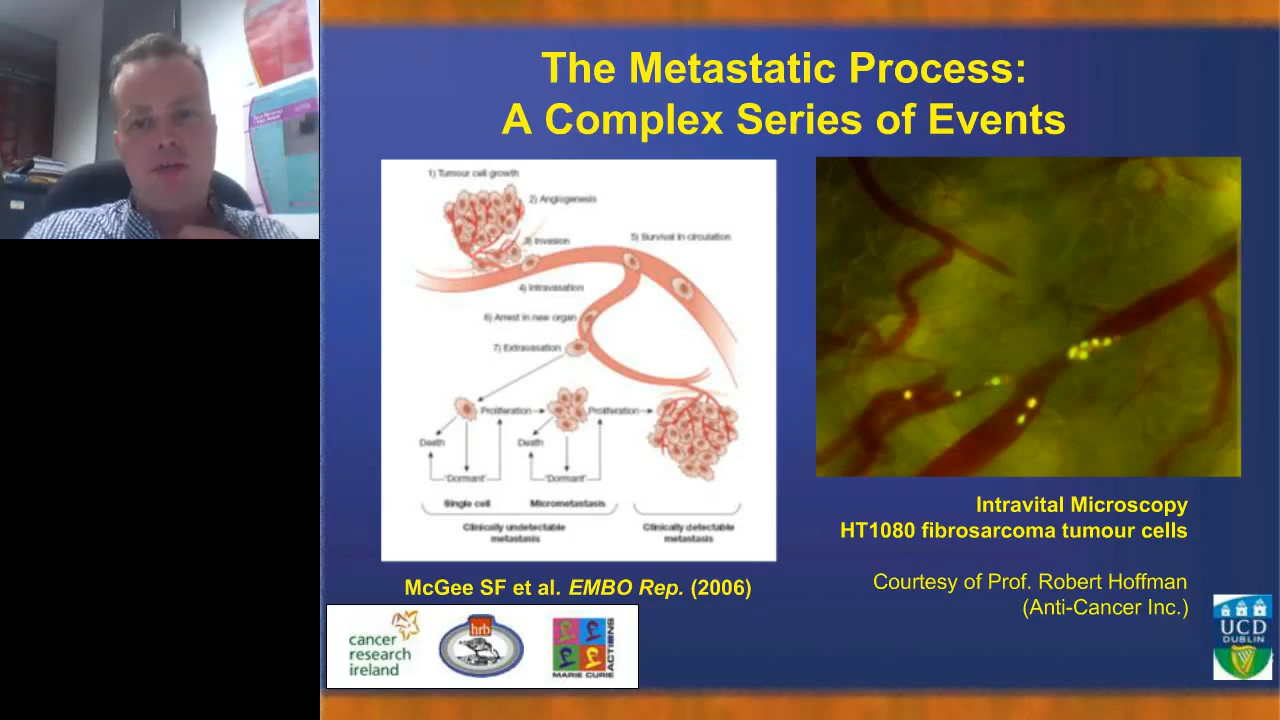 The Metastatic Process:
A Complex Series of Events
1) Tumour cell growth
2) Angiogenesis
3) Invasion
5) Survival in circulation
4) Intravasation
6) Arrest in new organ
7) Extravasation
Proliferation
Proliferation
Death
Death
'Dormant'
'Dormant'
Single cell
Micrometastasis
Clinically undetectable
metastasis
Clinically detectable
metastasis
McGee SF et al. EMBO Rep. (2006)
Intravital Microscopy
HT1080 fibrosarcoma tumour cells
Courtesy of Prof. Robert Hoffman
(Anti-Cancer Inc.)
cancer
research
ireland
hrb
MARIE CURIE
ACTIONS
UCD
DUBLIN